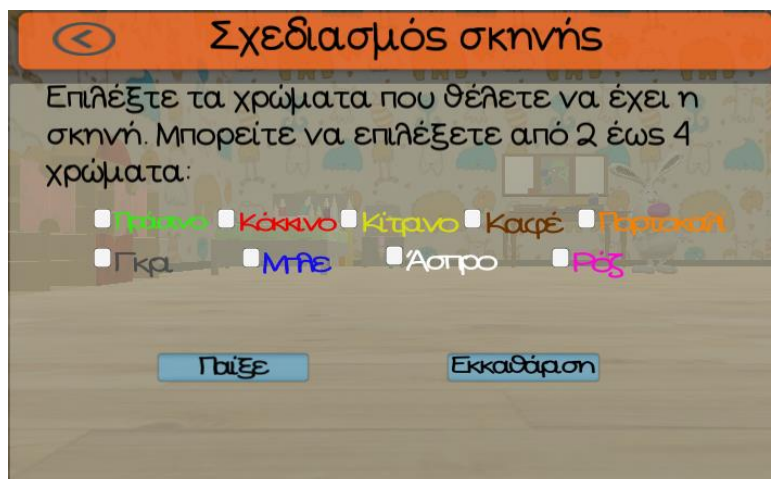 Σχεδιασμός σκηνής
Επιλέξτε τα χρώματα που θέλετε να έχει η
σκηνή. Μπορείτε να επιλέξετε από 2 έως 4
χρώματα:
Πράσινο Κόκκινο Κίτρινο Καφέ Πορτοκαλί
Γκρι Μπλε Άσπρο Ρόζ
Παίξε Εκκαθάριση